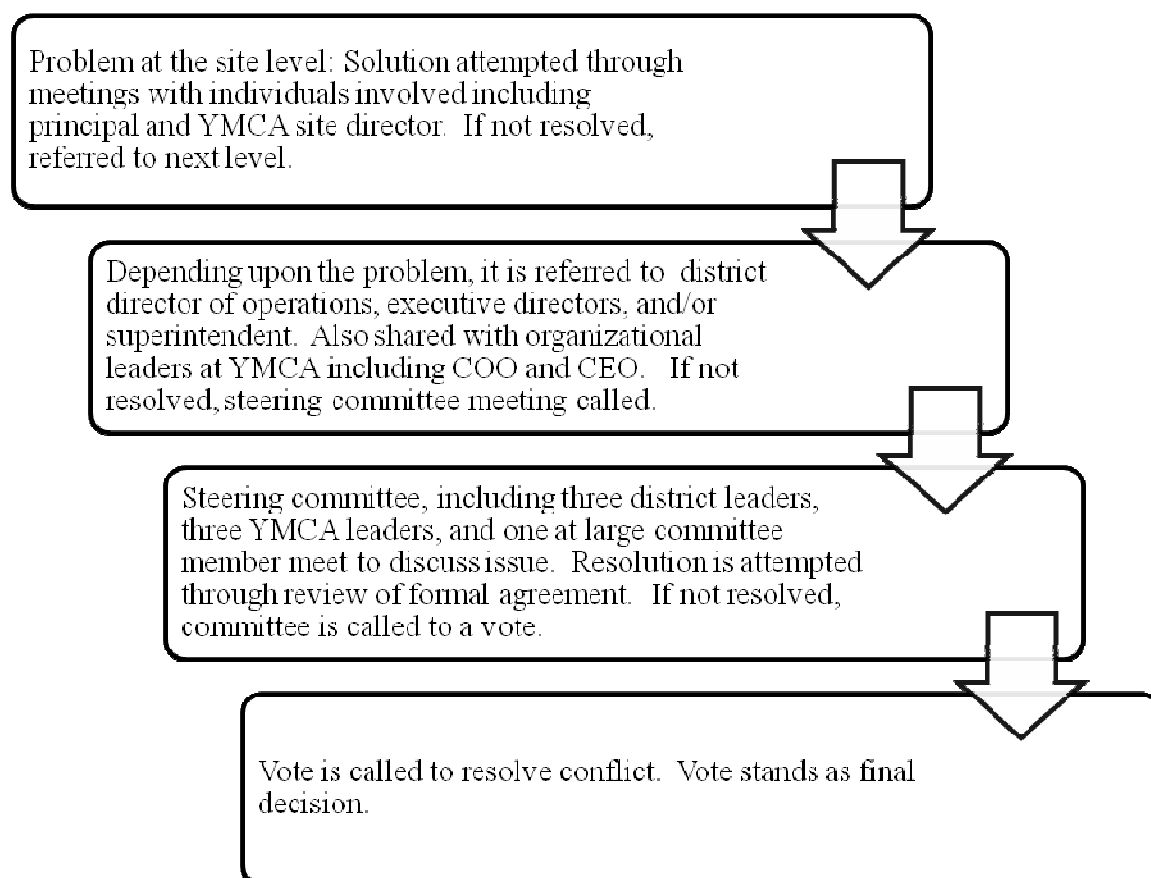 Problem at the site level: Solution attempted through
meetings with individuals involved including
principal and YMCA site director. If not resolved,
referred to next level.
Depending upon the problem, it is referred to district
director of operations, executive directors, and/or
superintendent. Also shared with organizational
leaders at YMCA including COO and CEO. If not
resolved, steering committee meeting called.
Steering committee, including three district leaders,
three YMCA leaders, and one at large committee
member meet to discuss issue. Resolution is attempted
through review of formal agreement. If not resolved,
committee is called to a vote.
Vote is called to resolve conflict. Vote stands as final
decision.